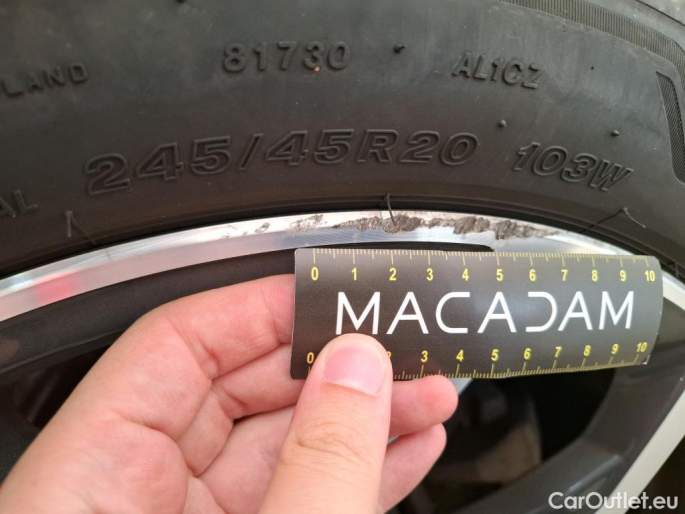 LAND 81730 AL1CZ
AL 245/45R20 103W
0 1 2 3 4 5 6 7 8 9 10
MACADAM
0 2 3 4 5 6 7 8 9 10
CarOutlet.eu